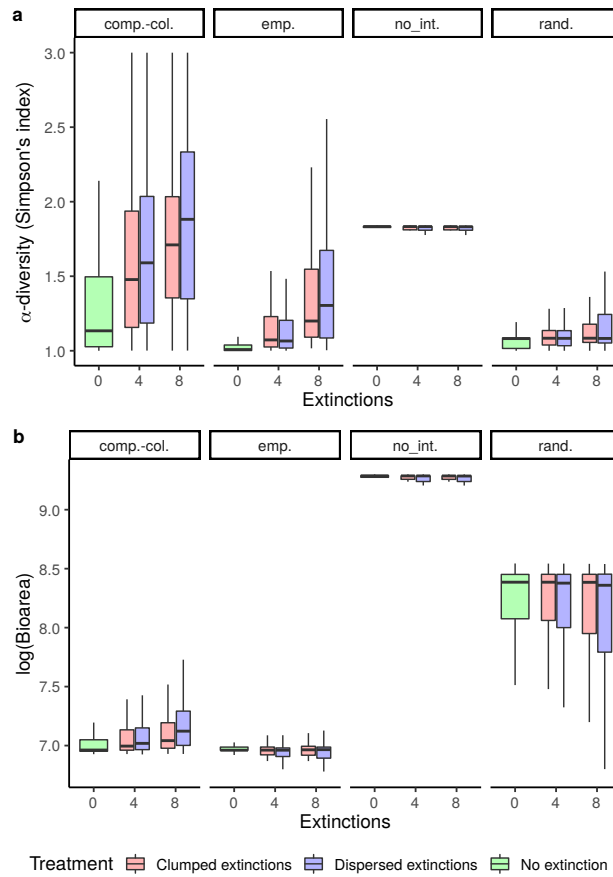 a
comp.-col. emp. no_int. rand.
3.0
2.5
2.0
1.5
1.0
α-diversity (Simpson's index)
0 4 8 0 4 8 0 4 8 0 4 8
Extinctions
b
comp.-col. emp. no_int. rand.
9.0
8.5
8.0
7.5
7.0
log(Bioarea)
0 4 8 0 4 8 0 4 8 0 4 8
Extinctions
Treatment Clumped extinctions Dispersed extinctions No extinction